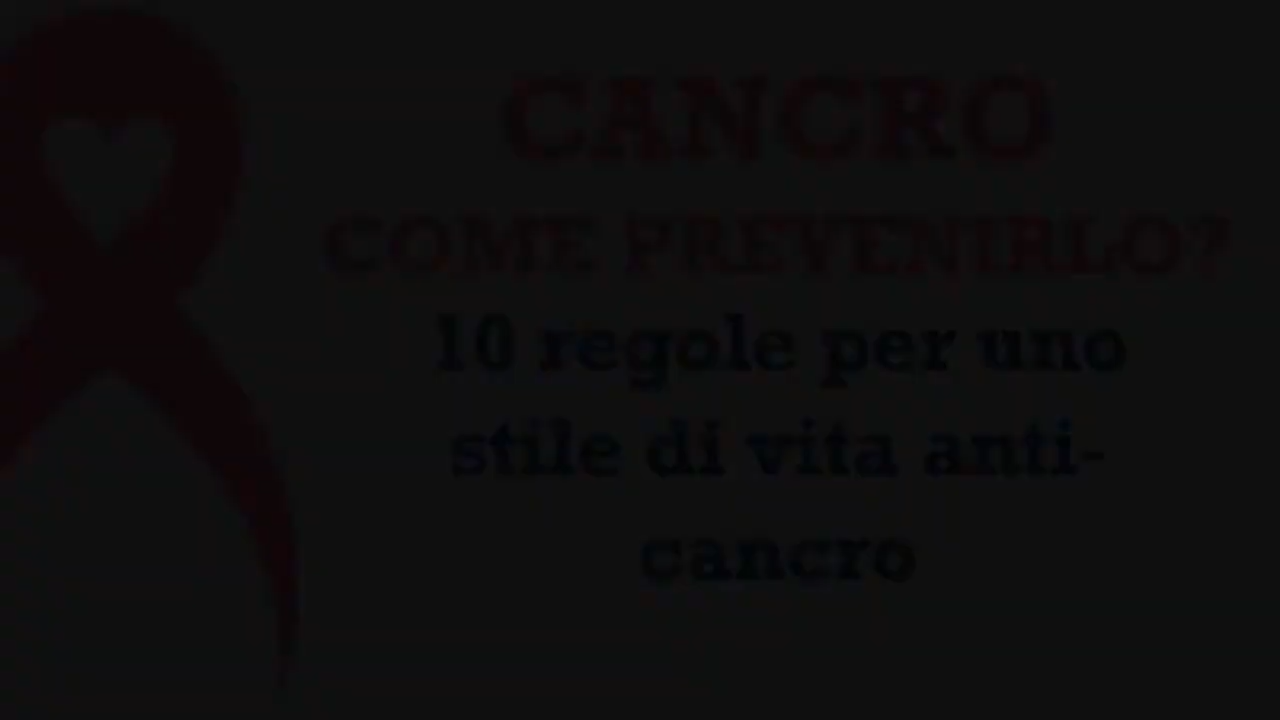 CANCRO
COME PREVENIRLO?
10 regole per uno
stile di vita anti-
cancro